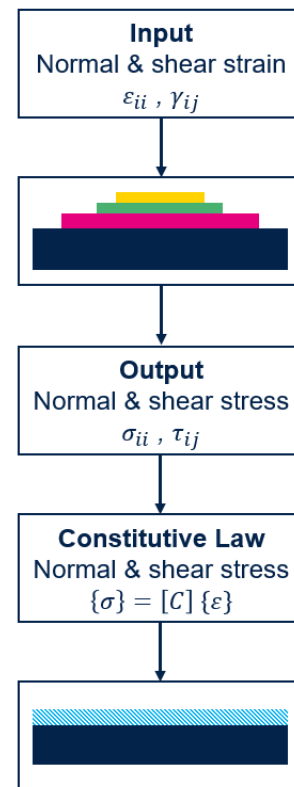 Input
Normal & shear strain
εᵢᵢ , γᵢⱼ
Output
Normal & shear stress
σᵢᵢ , τᵢⱼ
Constitutive Law
Normal & shear stress
{σ} = [C] {ε}